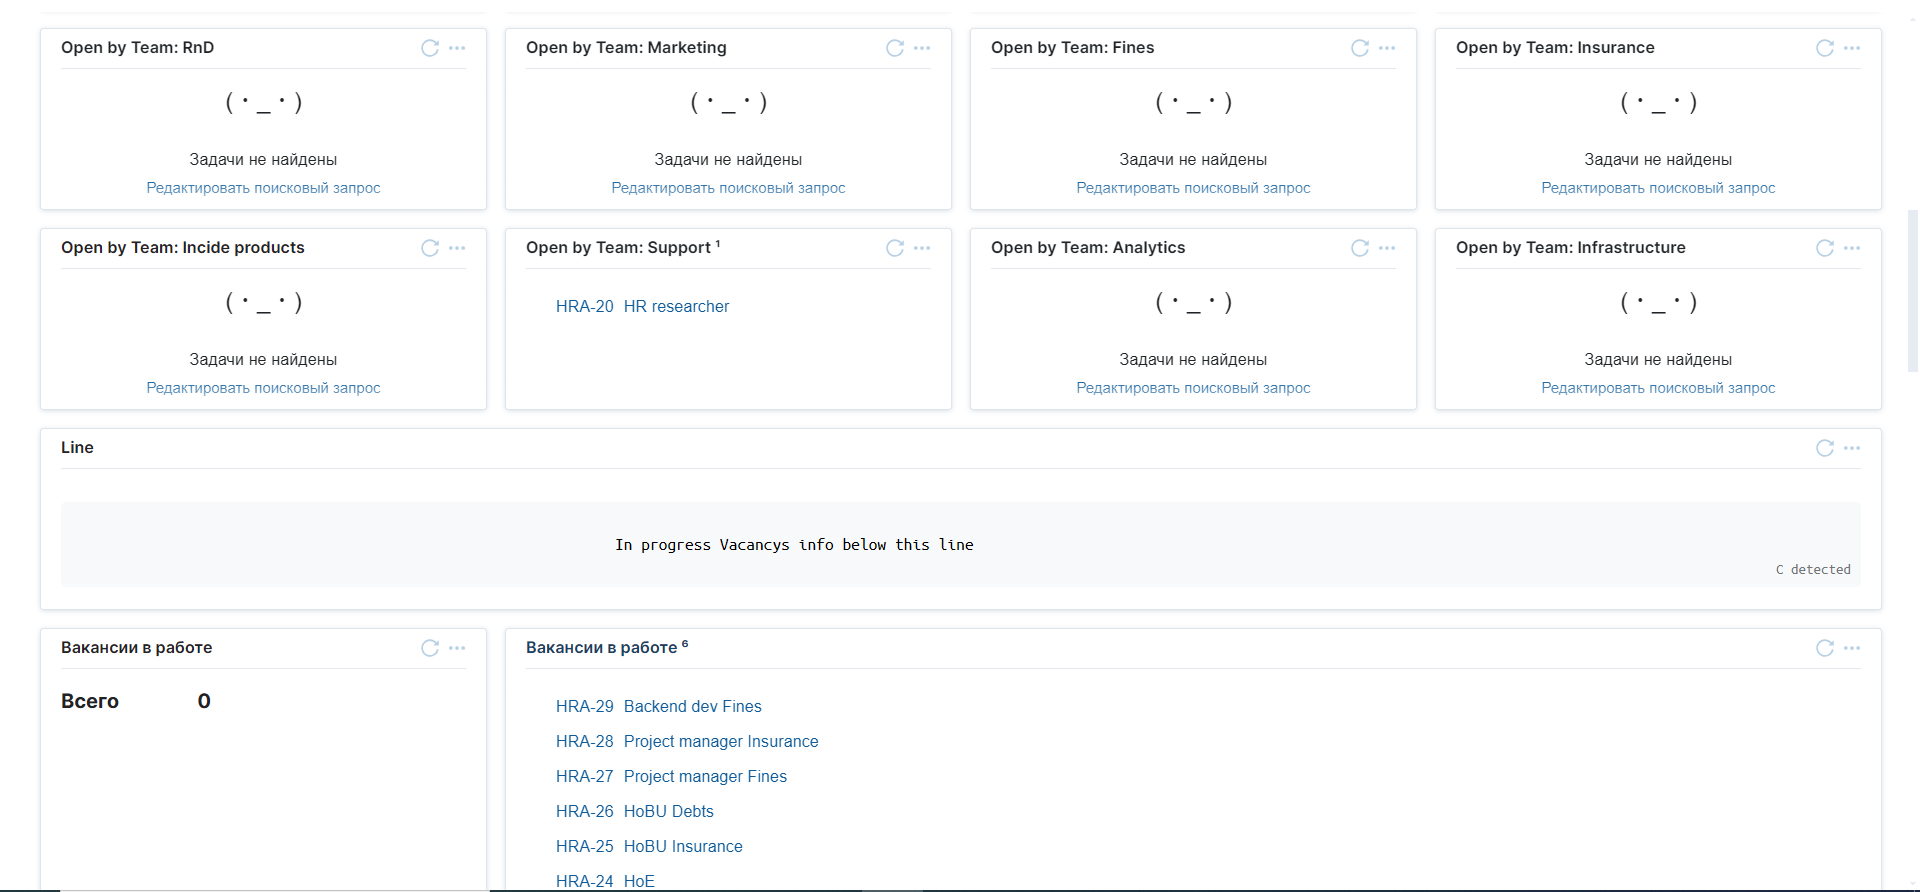 Open by Team: RnD
( · _ · )
Задачи не найдены
Редактировать поисковый запрос
Open by Team: Marketing
( · _ · )
Задачи не найдены
Редактировать поисковый запрос
Open by Team: Fines
( · _ · )
Задачи не найдены
Редактировать поисковый запрос
Open by Team: Insurance
( · _ · )
Задачи не найдены
Редактировать поисковый запрос
Open by Team: Incide products
( · _ · )
Задачи не найдены
Редактировать поисковый запрос
Open by Team: Support ¹
HRA-20 HR researcher
Open by Team: Analytics
( · _ · )
Задачи не найдены
Редактировать поисковый запрос
Open by Team: Infrastructure
( · _ · )
Задачи не найдены
Редактировать поисковый запрос
Line
In progress Vacancys info below this line
C detected
Вакансии в работе
Всего 0
Вакансии в работе ⁶
HRA-29 Backend dev Fines
HRA-28 Project manager Insurance
HRA-27 Project manager Fines
HRA-26 HoBU Debts
HRA-25 HoBU Insurance
HRA-24 HoE